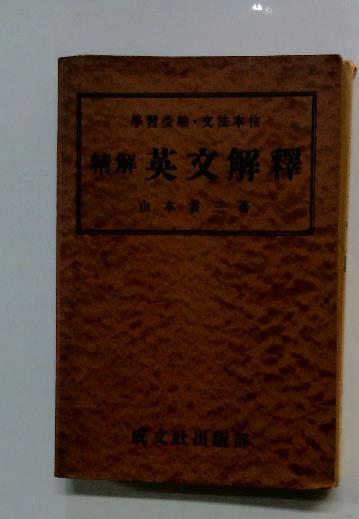 學習受驗・文法本位
精解 英文解釋
山本省三著
成文社出版部